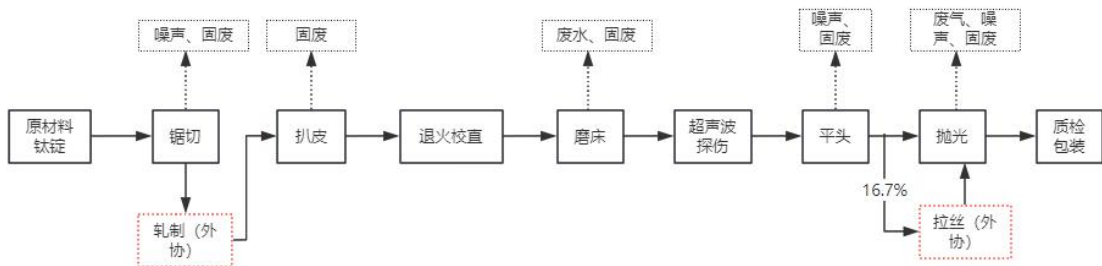 噪声、固废
固废
废水、固废
噪声、
固废
废气、噪
声、固废
原材料
钛锭
锯切
扒皮
退火校直
磨床
超声波
探伤
平头
抛光
质检
包装
16.7%
轧制（外
协）
拉丝（外
协）